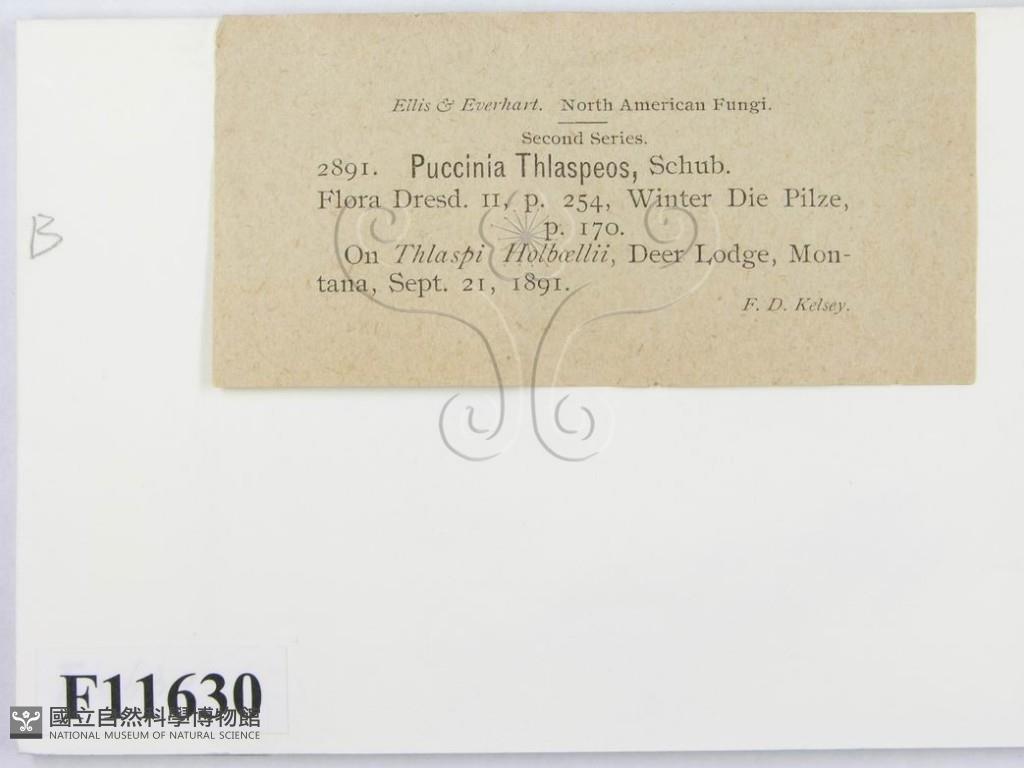 Ellis & Everhart. North American Fungi.
Second Series.
2891. Puccinia Thlaspeos, Schub.
Flora Dresd. II, p. 254, Winter Die Pilze,
p. 170.
On Thlaspi Holbœllii, Deer Lodge, Mon-
tana, Sept. 21, 1891.
F. D. Kelsey.
B
F11630
國立自然科學博物館
NATIONAL MUSEUM OF NATURAL SCIENCE